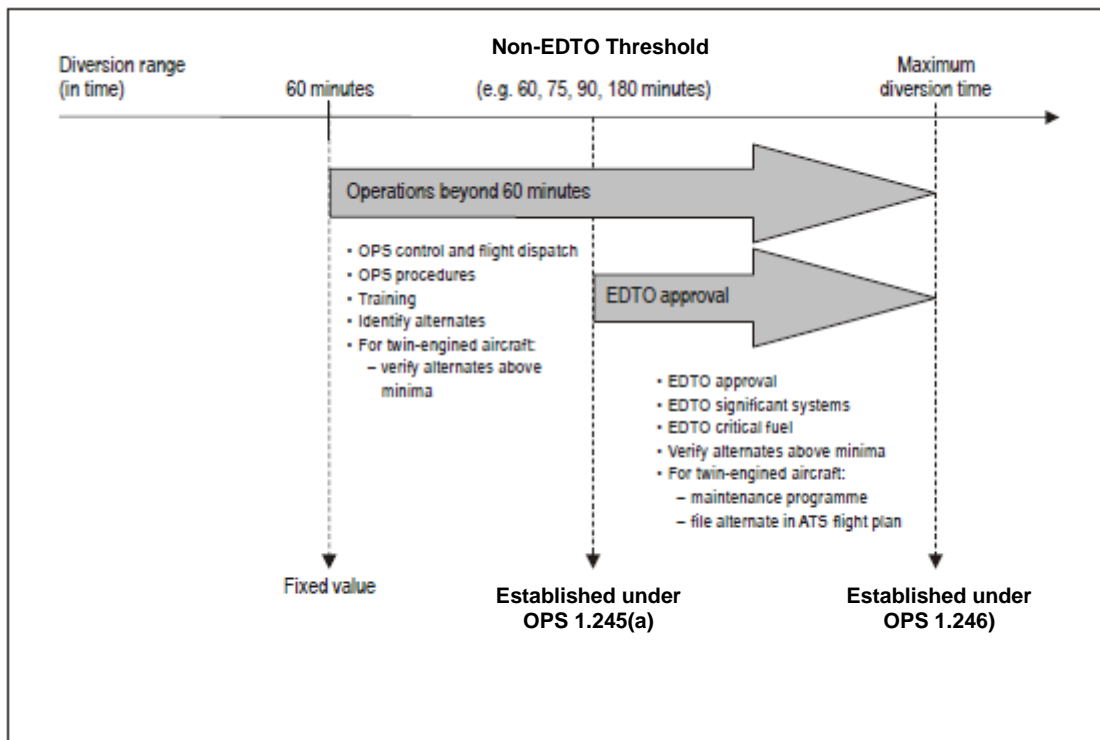 Non-EDTO Threshold
Diversion range
(in time)
60 minutes
(e.g. 60, 75, 90, 180 minutes)
Maximum
diversion time
Operations beyond 60 minutes
• OPS control and flight dispatch
• OPS procedures
• Training
• Identify alternates
• For twin-engined aircraft:
– verify alternates above
minima
EDTO approval
• EDTO approval
• EDTO significant systems
• EDTO critical fuel
• Verify alternates above minima
• For twin-engined aircraft:
– maintenance programme
– file alternate in ATS flight plan
Fixed value
Established under
OPS 1.245(a)
Established under
OPS 1.246)